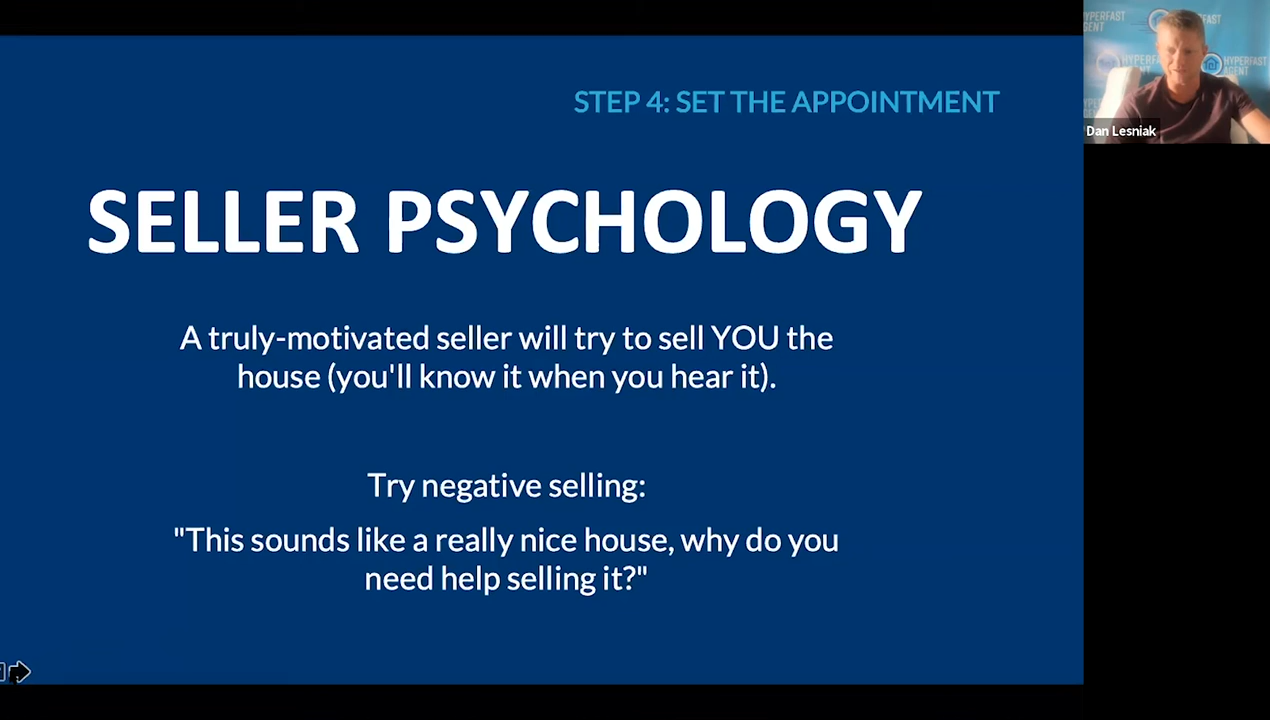 STEP 4: SET THE APPOINTMENT
SELLER PSYCHOLOGY
A truly-motivated seller will try to sell YOU the
house (you'll know it when you hear it).
Try negative selling:
"This sounds like a really nice house, why do you
need help selling it?"
HYPERFAST
AGENT
Dan Lesniak